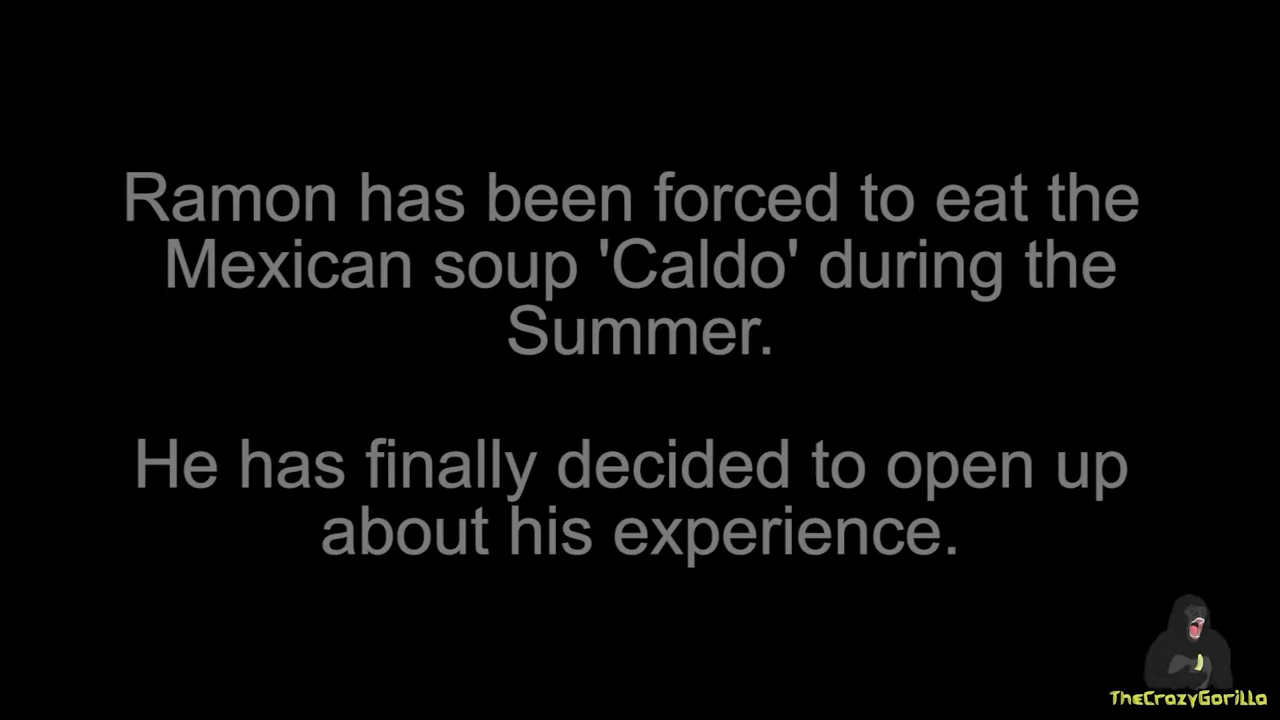 Ramon has been forced to eat the
Mexican soup 'Caldo' during the
Summer.
He has finally decided to open up
about his experience.
TheCrazyGorilla